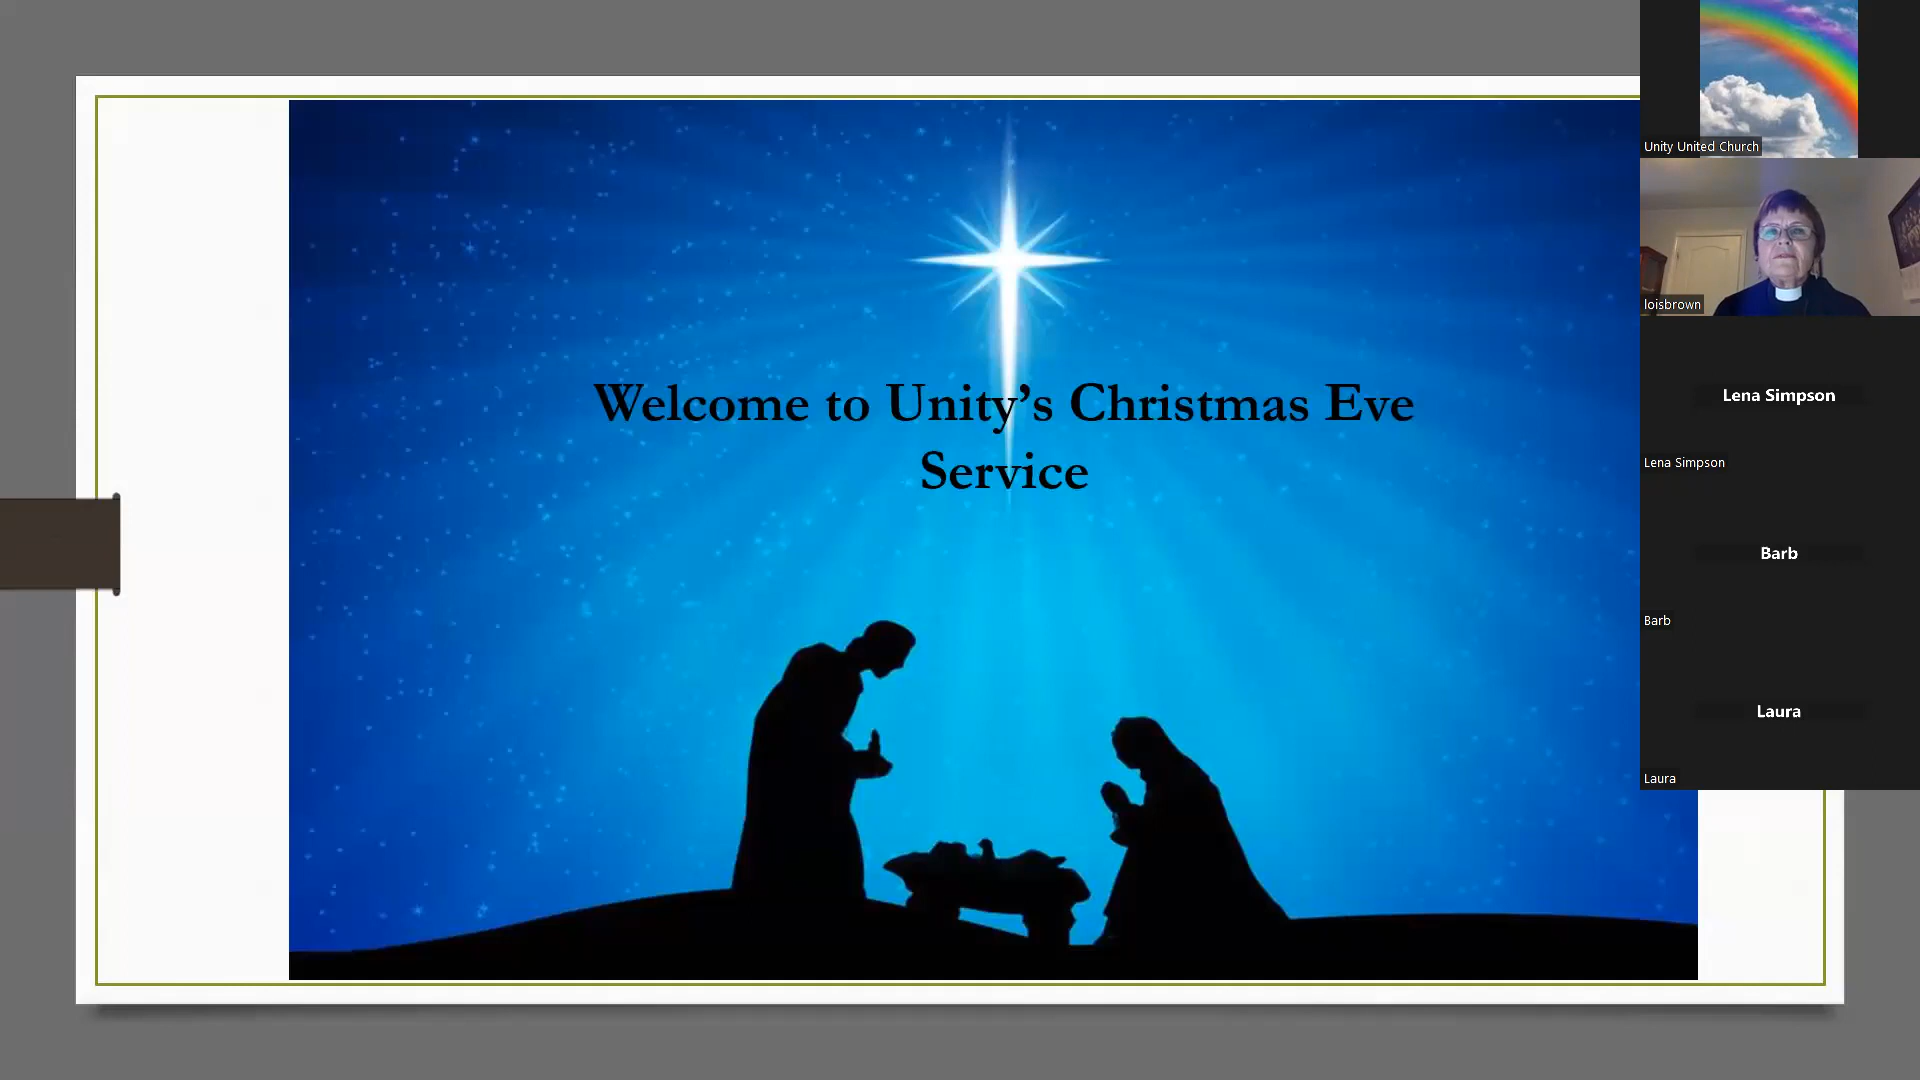 Welcome to Unity’s Christmas Eve
Service
Unity United Church
loisbrown
Lena Simpson
Lena Simpson
Barb
Barb
Laura
Laura